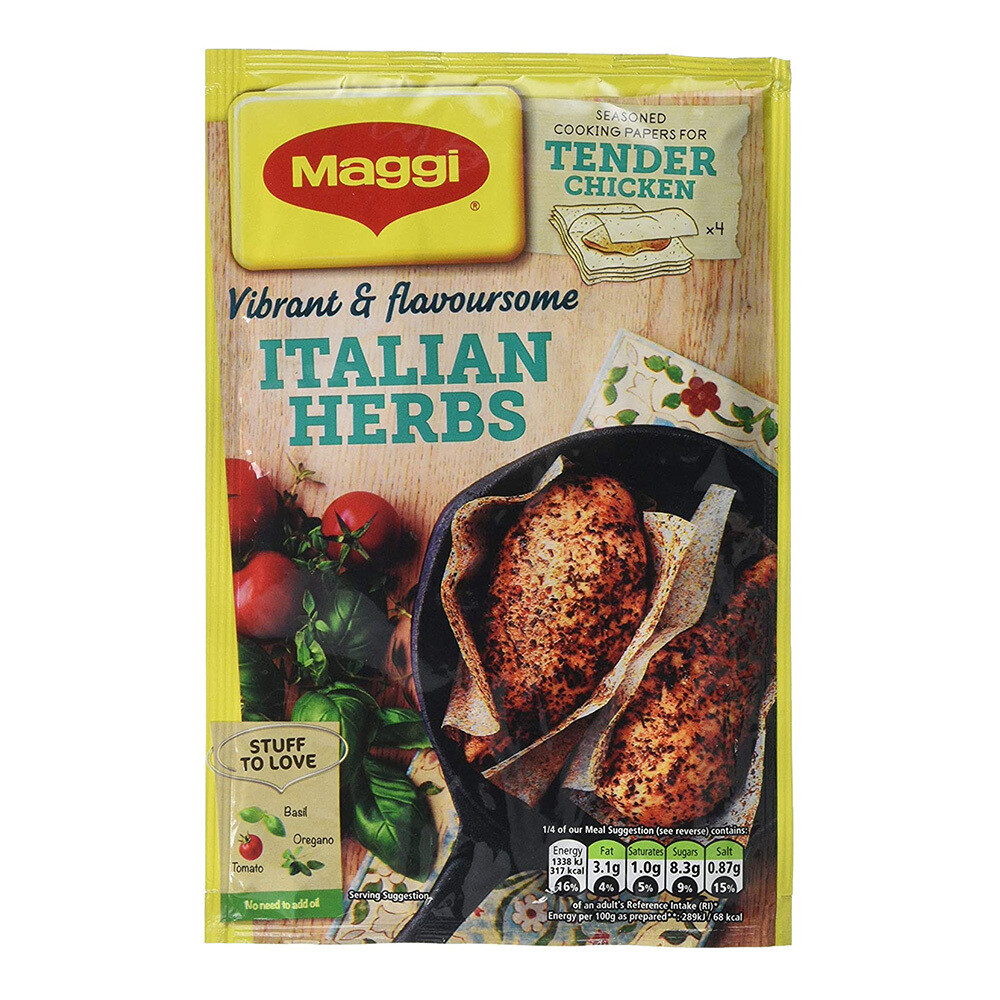 Maggi
®
SEASONED
COOKING PAPERS FOR
TENDER
CHICKEN
x4
Vibrant & flavoursome
ITALIAN
HERBS
STUFF
TO LOVE
Basil
Oregano
Tomato
No need to add oil
Serving Suggestion
1/4 of our Meal Suggestion (see reverse) contains:
Energy
1338 kJ
317 kcal
16%
Fat
3.1g
4%
Saturates
1.0g
5%
Sugars
8.3g
9%
Salt
0.87g
15%
of an adult's Reference Intake (RI)*
Energy per 100g as prepared**: 289kJ / 68 kcal